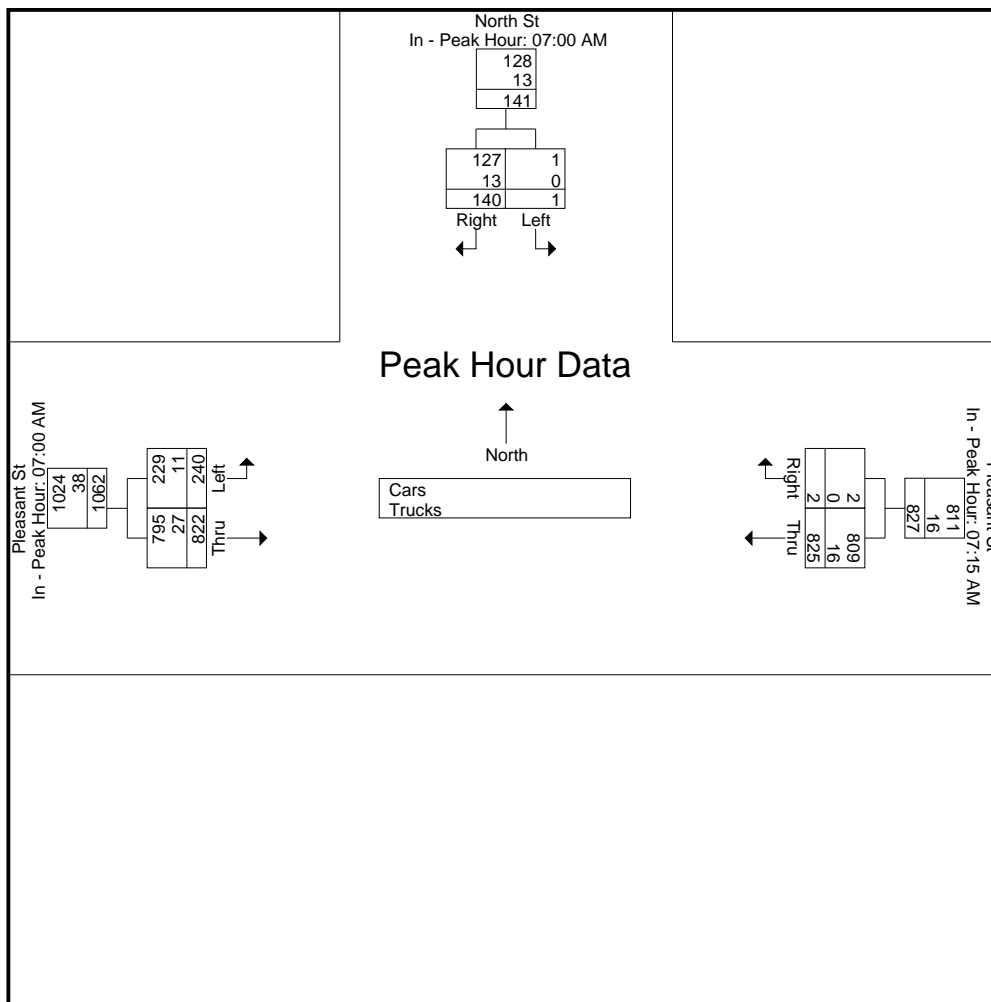 North St
In - Peak Hour: 07:00 AM
128
13
141
127 1
13 0
140 1
Right Left
Peak Hour Data
North
Cars
Trucks
Pleasant St
In - Peak Hour: 07:00 AM
1024
38
1062
229 795
11 27
240 822
Left Thru
In - Peak Hour: 07:15 AM
811
16
827
2 809
0 16
2 825
Right Thru